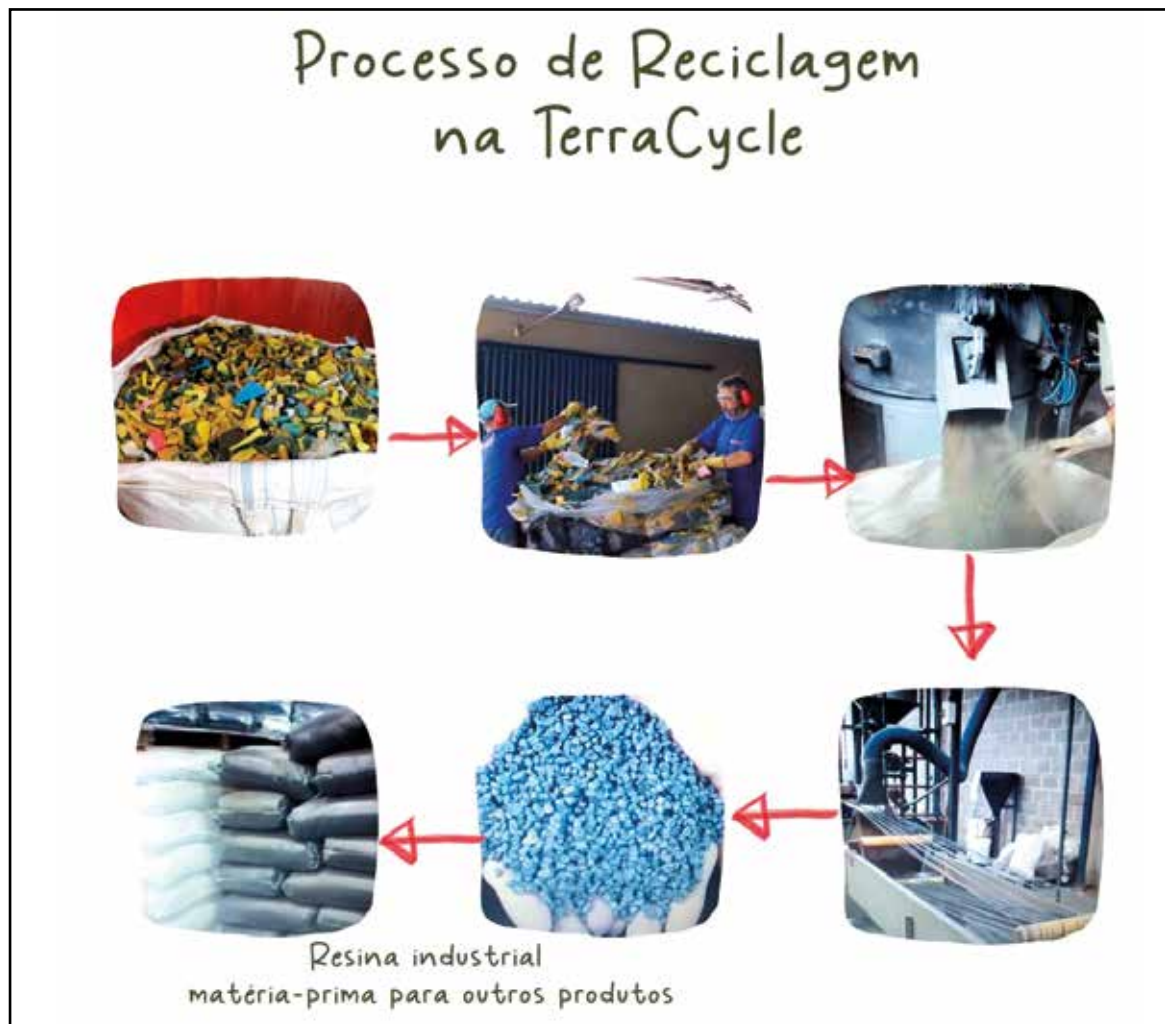 Processo de Reciclagem
na TerraCycle
Resina industrial
matéria-prima para outros produtos